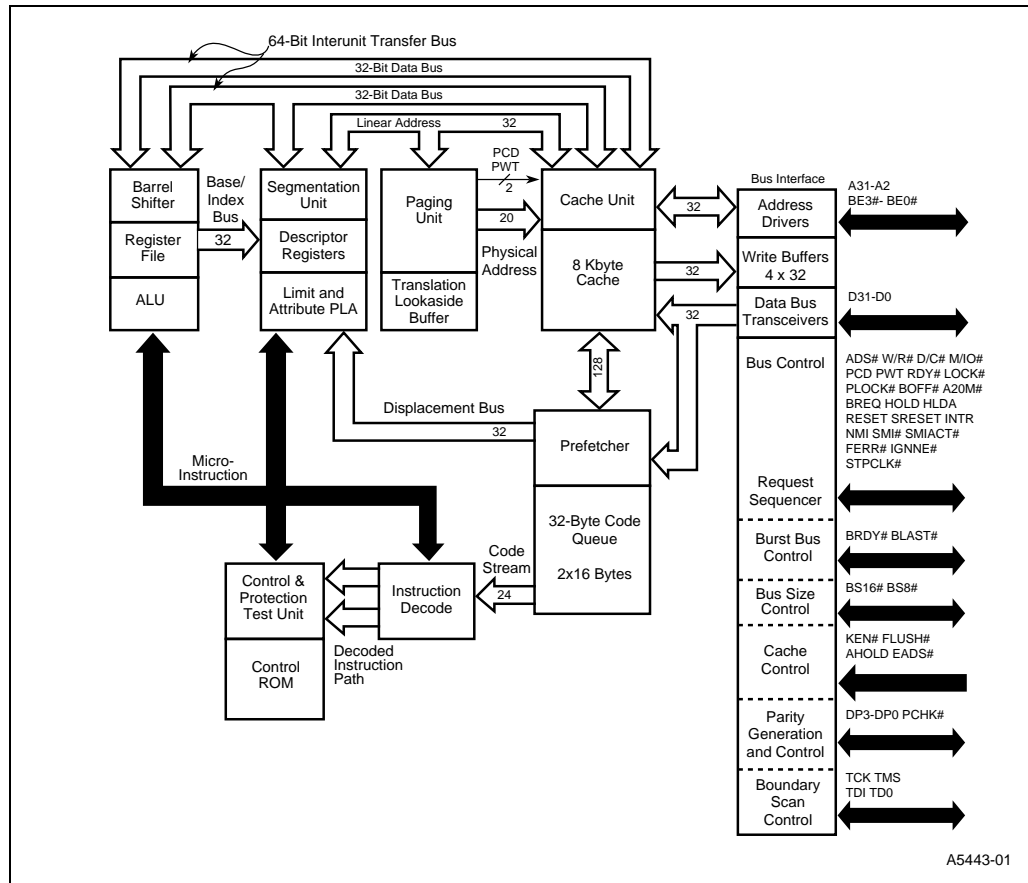 64-Bit Interunit Transfer Bus
32-Bit Data Bus
32-Bit Data Bus
Linear Address
32
PCD
PWT
2
Barrel
Shifter
Register
File
ALU
Base/
Index
Bus
32
Segmentation
Unit
Descriptor
Registers
Limit and
Attribute PLA
Paging
Unit
Translation
Lookaside
Buffer
20
Physical
Address
Cache Unit
8 Kbyte
Cache
32
32
32
128
Bus Interface
Address
Drivers
Write Buffers
4 x 32
Data Bus
Transceivers
Bus Control
Request
Sequencer
Burst Bus
Control
Bus Size
Control
Cache
Control
Parity
Generation
and Control
Boundary
Scan
Control
A31-A2
BE3#- BE0#
D31-D0
ADS# W/R# D/C# M/IO#
PCD PWT RDY# LOCK#
PLOCK# BOFF# A20M#
BREQ HOLD HLDA
RESET SRESET INTR
NMI SMI# SMIACT#
FERR# IGNNE#
STPCLK#
BRDY# BLAST#
BS16# BS8#
KEN# FLUSH#
AHOLD EADS#
DP3-DP0 PCHK#
TCK TMS
TDI TD0
Displacement Bus
32
Micro-
Instruction
Prefetcher
32-Byte Code
Queue
2x16 Bytes
Code
Stream
24
Instruction
Decode
Control &
Protection
Test Unit
Control
ROM
Decoded
Instruction
Path
A5443-01